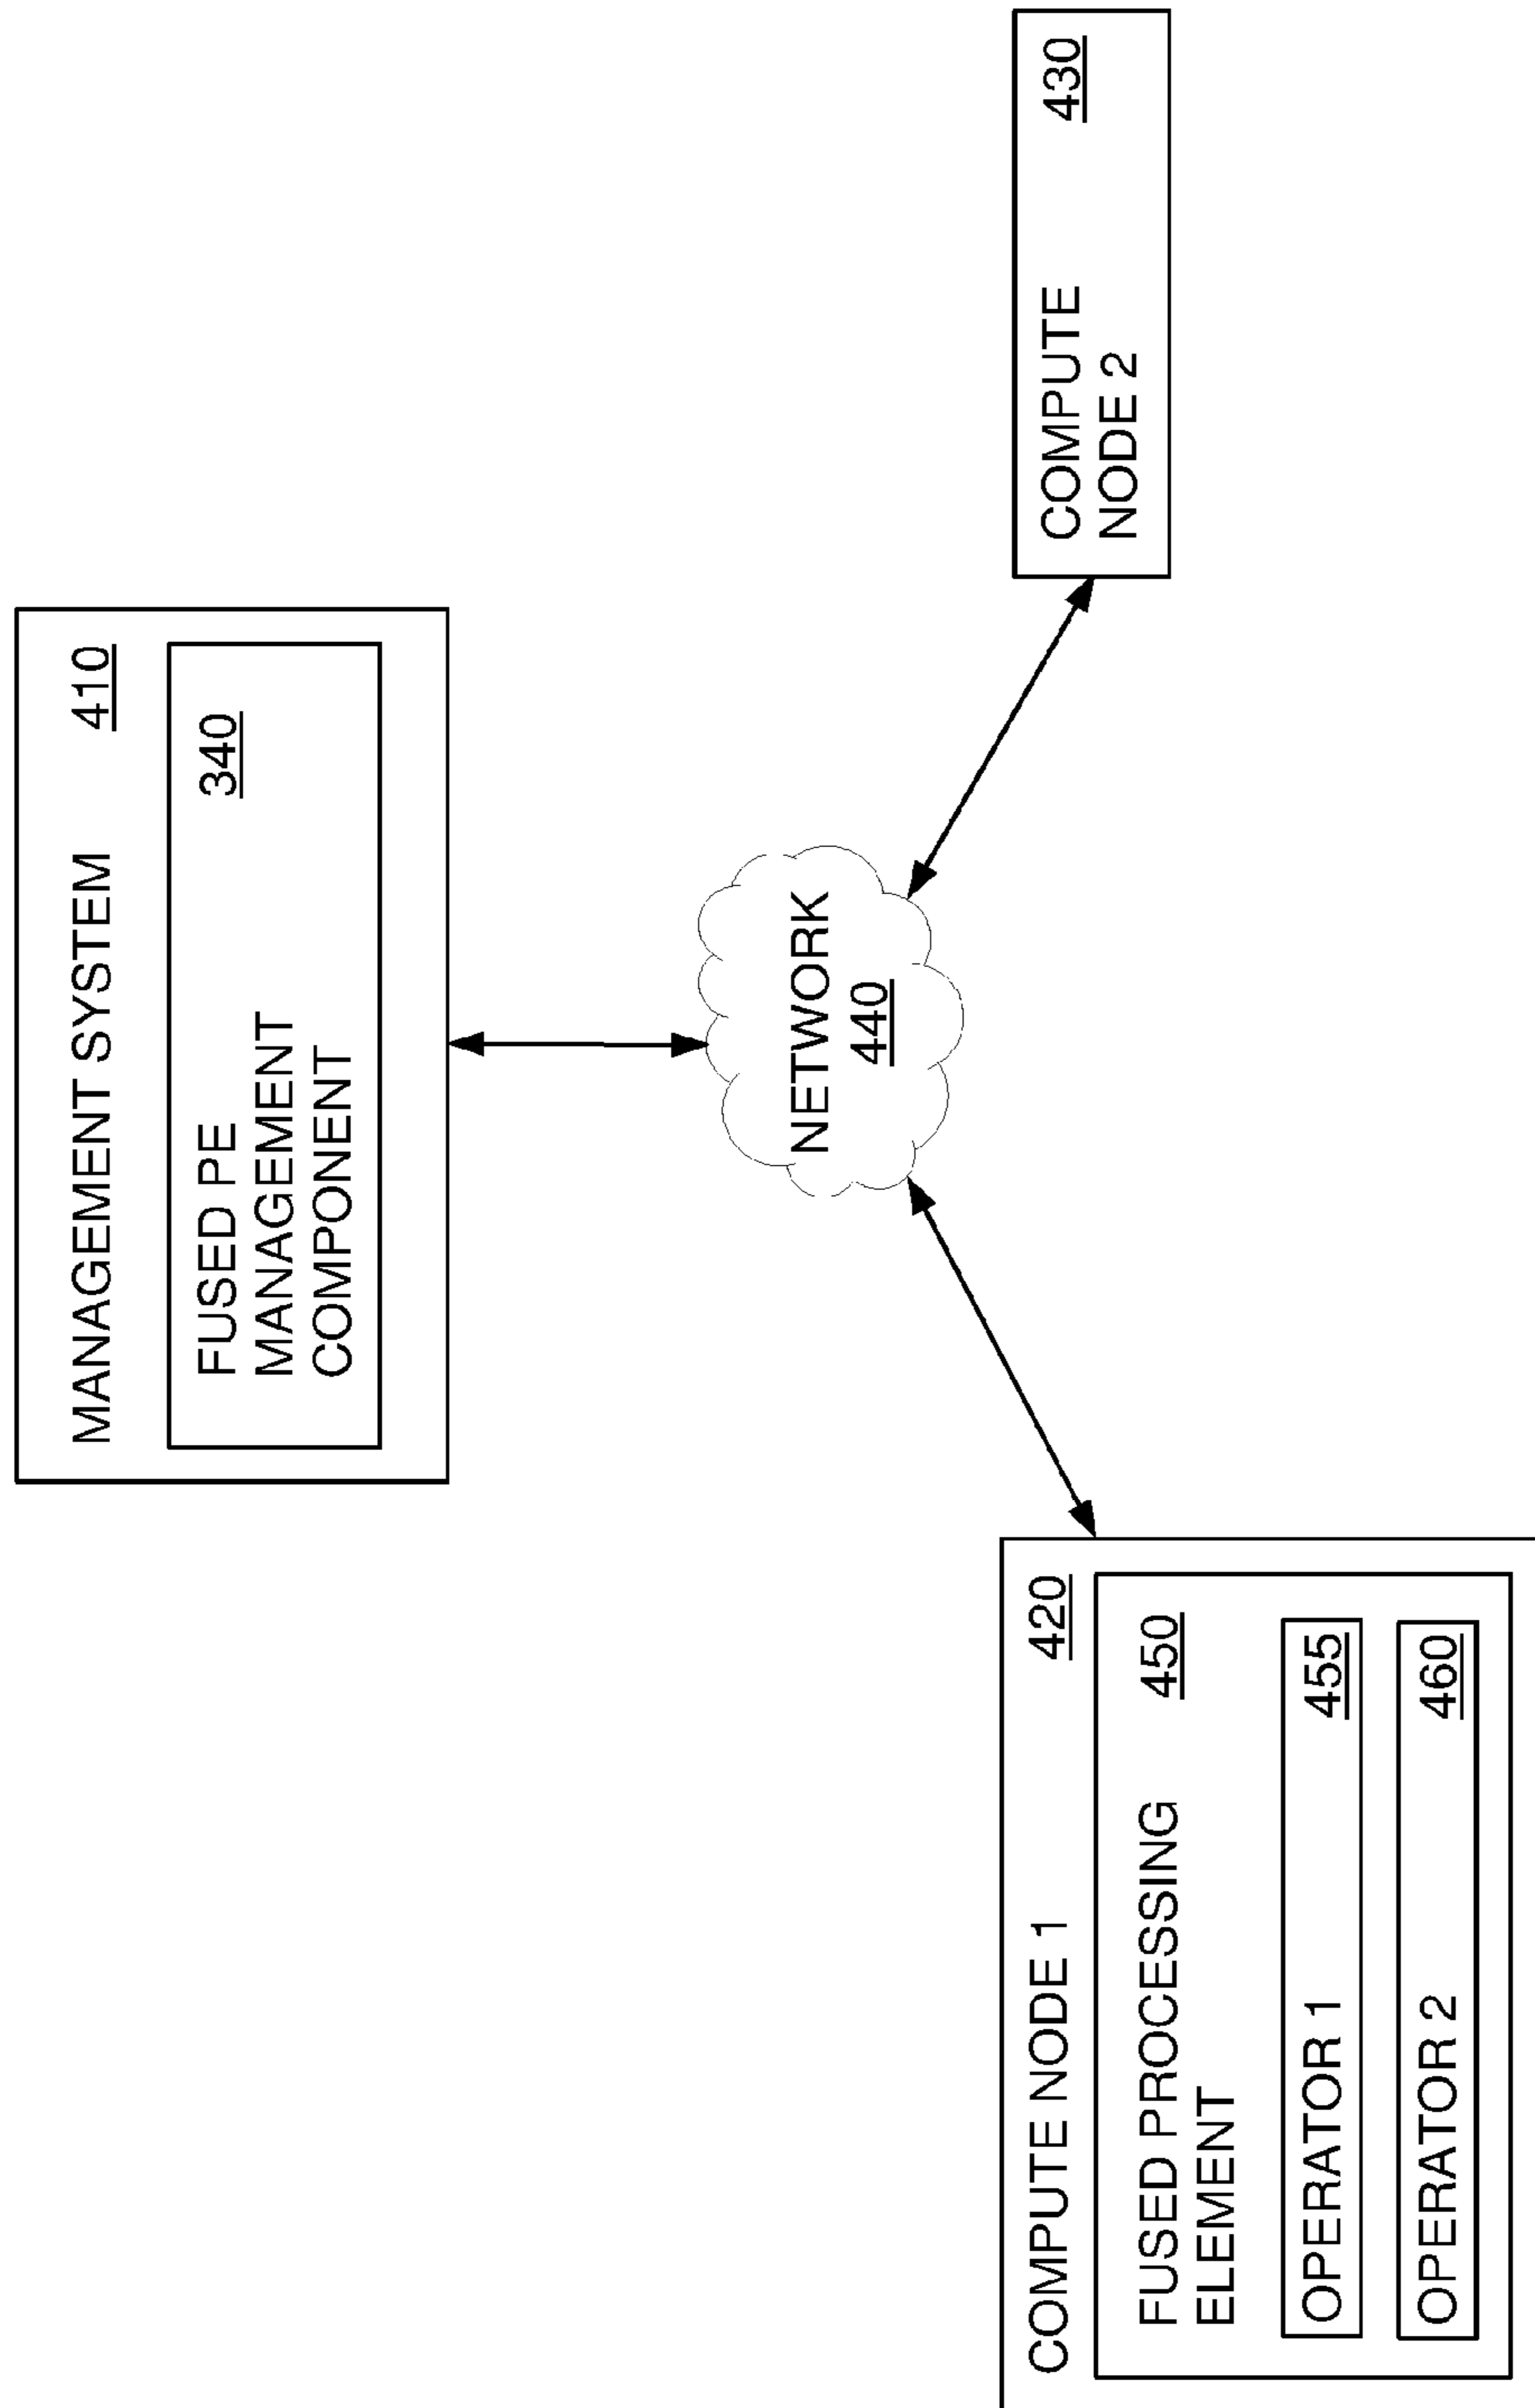 MANAGEMENT SYSTEM 410
FUSED PE 340
MANAGEMENT
COMPONENT
NETWORK
440
COMPUTE NODE 1 420
FUSED PROCESSING 450
ELEMENT
OPERATOR 1 455
OPERATOR 2 460
COMPUTE 430
NODE 2